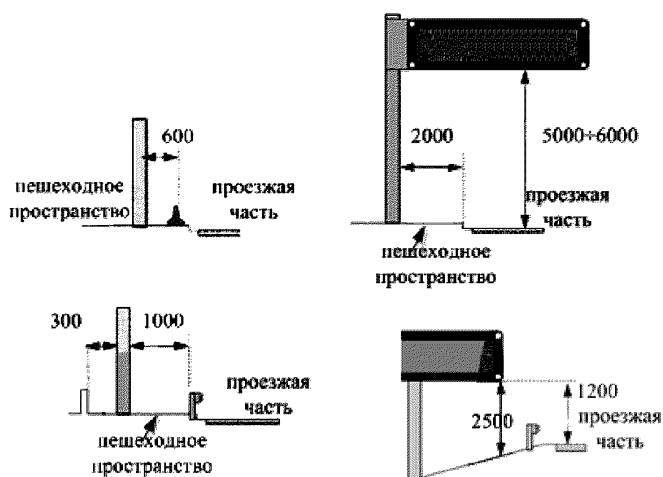 600
пешеходное
пространство
проезжая
часть
2000
5000÷6000
проезжая
часть
пешеходное
пространство
300
1000
проезжая
часть
пешеходное
пространство
2500
1200
проезжая
часть